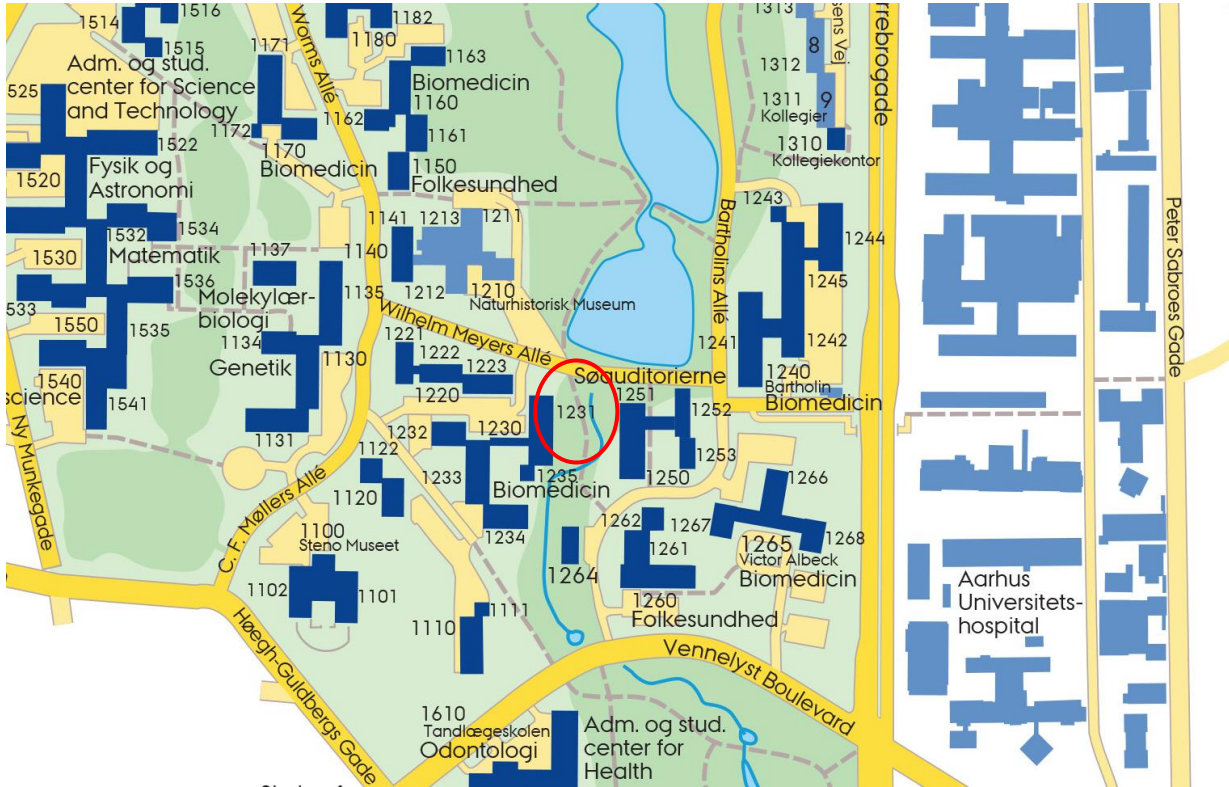 1514
1516
1515
Adm. og stud.
center for Science
and Technology
1525
1522
1520
Fysik og
Astronomi
1532
1534
1530
Matematik
1536
1533
1550
1535
1540
science
1541
Ny Munkegade
1171
1172
1170
Biomedicin
Worms Allé
1182
1180
1163
Biomedicin
1160
1162
1161
1150
Folkesundhed
1141
1213
1211
1140
1212
1210
Naturhistorisk Museum
1137
1135
Molekylær-
biologi
1134
1130
Genetik
1131
Wilhelm Meyers Allé
1221
1222
1223
1220
Søauditorierne
1231
1251
1252
1232
1230
1235
1233
Biomedicin
1234
1250
1253
1122
1120
C. F. Møllers Allé
1100
Steno Museet
1102
1101
1111
1110
Høegh-Guldbergs Gade
1313
8
1312
1311
9
Kollegier
1310
Kollegiekontor
sens Vej
rrebrogade
Bartholins Allé
1243
1244
1245
1241
1242
1240
Bartholin
Biomedicin
1266
1267
1268
1265
Victor Albeck
Biomedicin
1262
1261
1264
1260
Folkesundhed
Vennelyst Boulevard
1610
Tandlægeskolen
Odontologi
Adm. og stud.
center for
Health
Aarhus
Universitets-
hospital
Peter Sabroes Gade